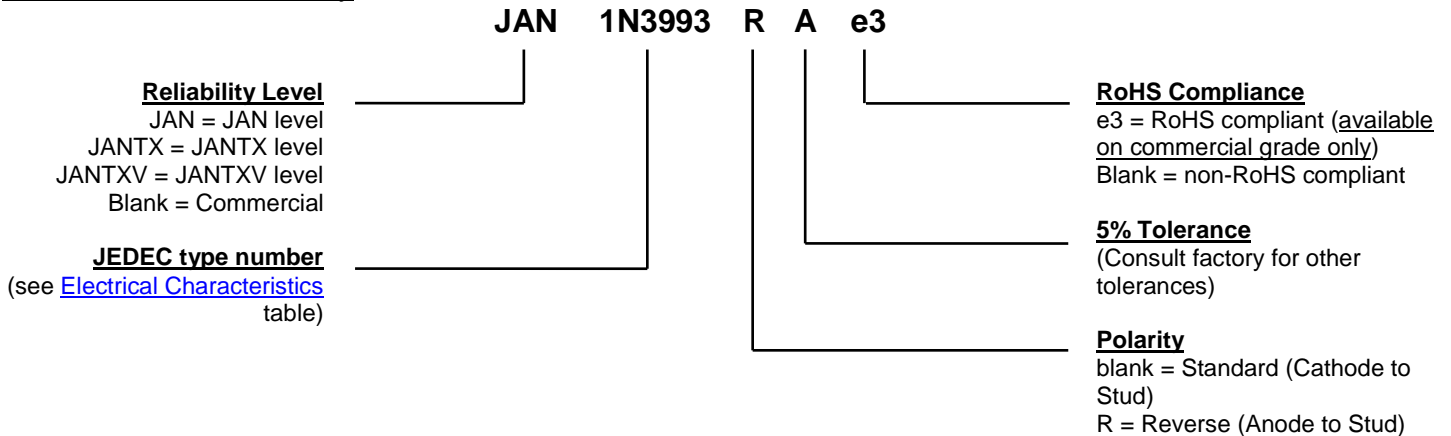 JAN 1N3993 R A e3
Reliability Level
JAN = JAN level
JANTX = JANTX level
JANTXV = JANTXV level
Blank = Commercial
JEDEC type number
(see Electrical Characteristics
table)
RoHS Compliance
e3 = RoHS compliant (available
on commercial grade only)
Blank = non-RoHS compliant
5% Tolerance
(Consult factory for other
tolerances)
Polarity
blank = Standard (Cathode to
Stud)
R = Reverse (Anode to Stud)